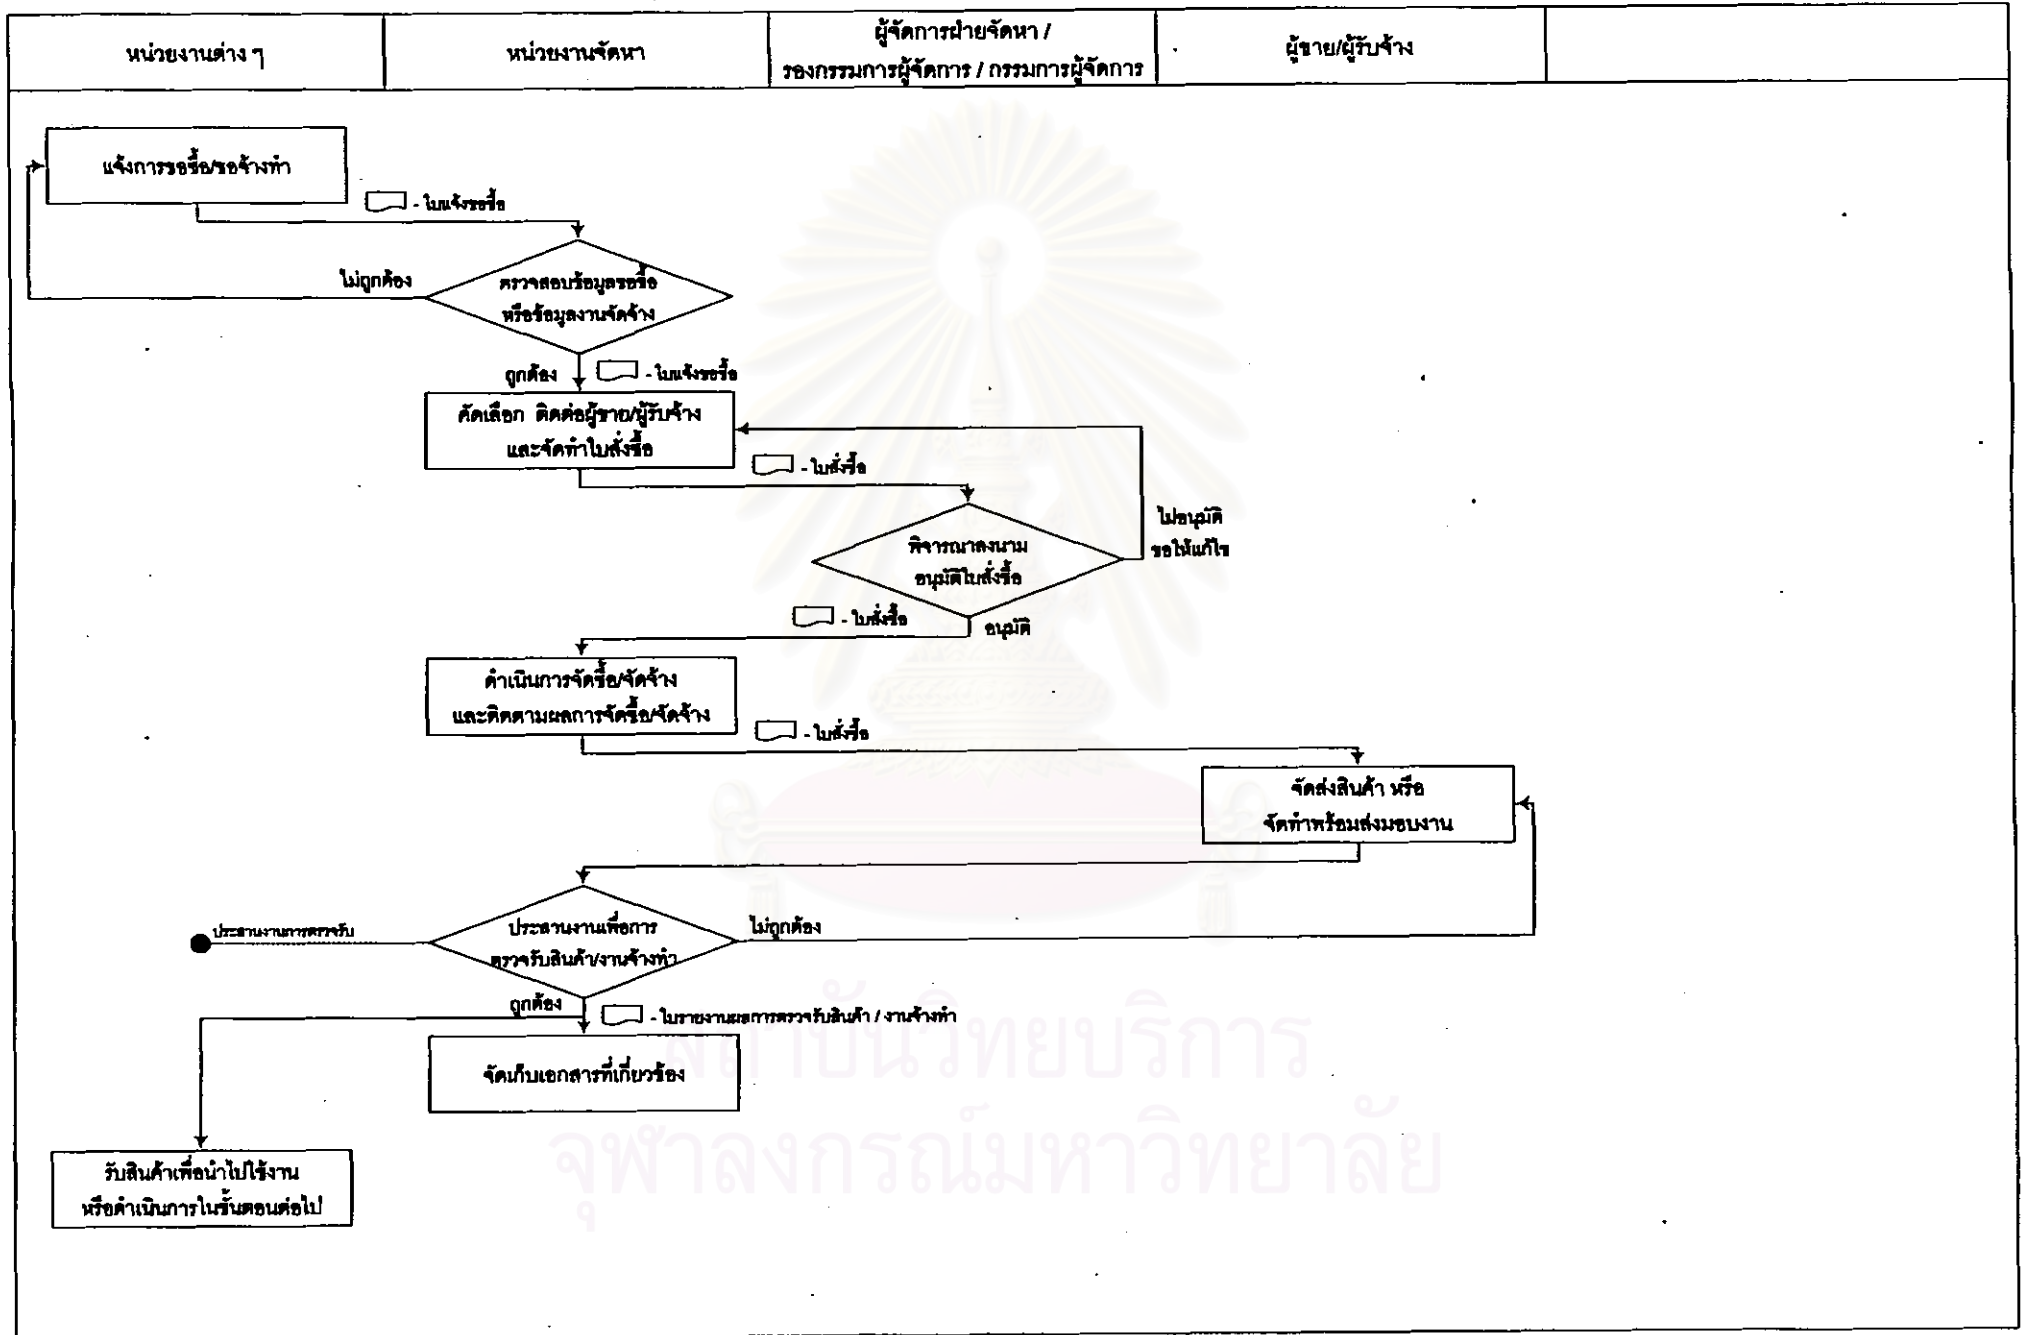 หน่วยงานต่าง ๆ
หน่วยงานจัดหา
ผู้จัดการฝ่ายจัดหา /
รองกรรมการผู้จัดการ / กรรมการผู้จัดการ
ผู้ขาย/ผู้รับจ้าง
แจ้งการขอซื้อ/ขอจ้างทำ
- ใบแจ้งขอซื้อ
ไม่ถูกต้อง
ตรวจสอบข้อมูลขอซื้อ
หรือข้อมูลงานจัดจ้าง
ถูกต้อง
- ใบแจ้งขอซื้อ
คัดเลือก ติดต่อผู้ขาย/ผู้รับจ้าง
และจัดทำใบสั่งซื้อ
- ใบสั่งซื้อ
ไม่อนุมัติ
ขอให้แก้ไข
พิจารณาลงนาม
อนุมัติใบสั่งซื้อ
- ใบสั่งซื้อ
อนุมัติ
ดำเนินการจัดซื้อ/จัดจ้าง
และติดตามผลการจัดซื้อ/จัดจ้าง
- ใบสั่งซื้อ
จัดส่งสินค้า หรือ
จัดทำพร้อมส่งมอบงาน
ประสานงานการตรวจรับ
ประสานงานเพื่อการ
ตรวจรับสินค้า/งานจ้างทำ
ไม่ถูกต้อง
ถูกต้อง
- ใบรายงานผลการตรวจรับสินค้า / งานจ้างทำ
จัดเก็บเอกสารที่เกี่ยวข้อง
รับสินค้าเพื่อนำไปใช้งาน
หรือดำเนินการในขั้นตอนต่อไป
สถาบันวิทยบริการ
จุฬาลงกรณ์มหาวิทยาลัย